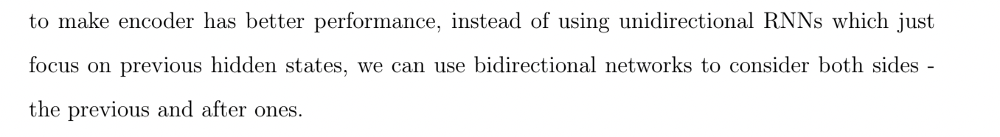 to make encoder has better performance, instead of using unidirectional RNNs which just
focus on previous hidden states, we can use bidirectional networks to consider both sides -
the previous and after ones.